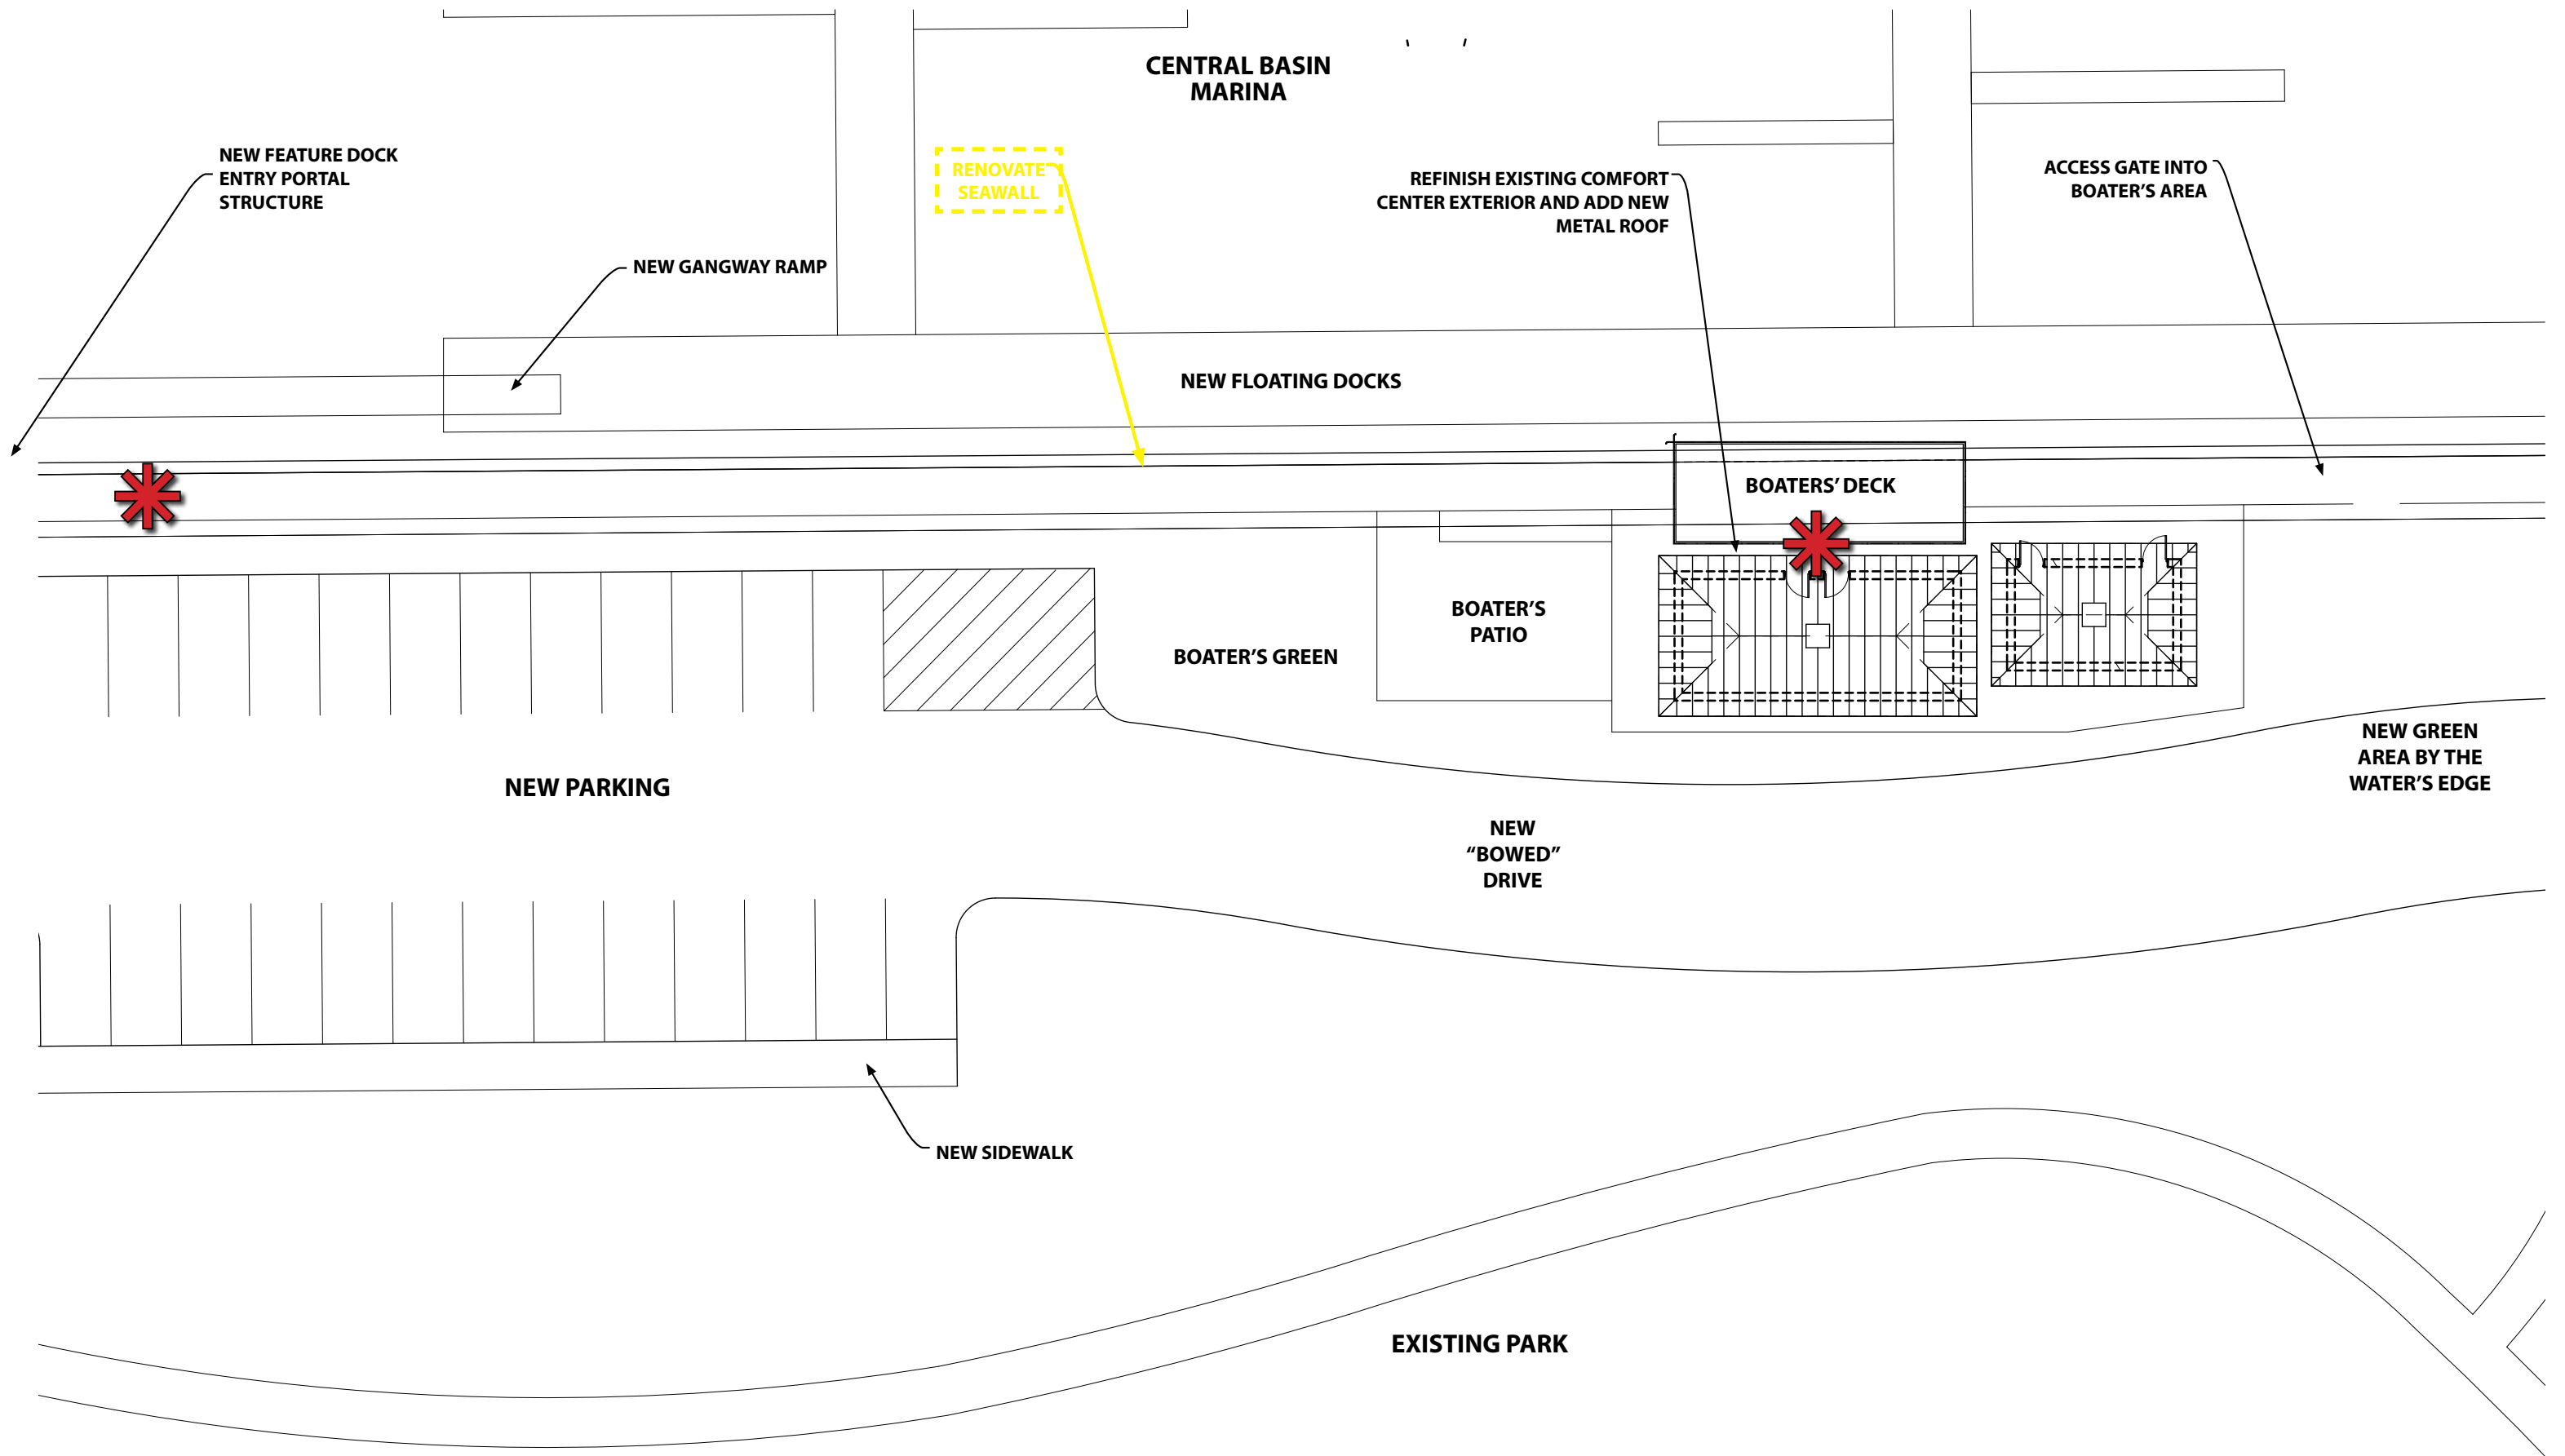 CENTRAL BASIN
MARINA
NEW FEATURE DOCK
ENTRY PORTAL
STRUCTURE
RENOVATE
SEAWALL
REFINISH EXISTING COMFORT
CENTER EXTERIOR AND ADD NEW
METAL ROOF
ACCESS GATE INTO
BOATER’S AREA
NEW GANGWAY RAMP
NEW FLOATING DOCKS
BOATERS’ DECK
BOATER’S
PATIO
BOATER’S GREEN
NEW GREEN
AREA BY THE
WATER’S EDGE
NEW PARKING
NEW
“BOWED”
DRIVE
NEW SIDEWALK
EXISTING PARK